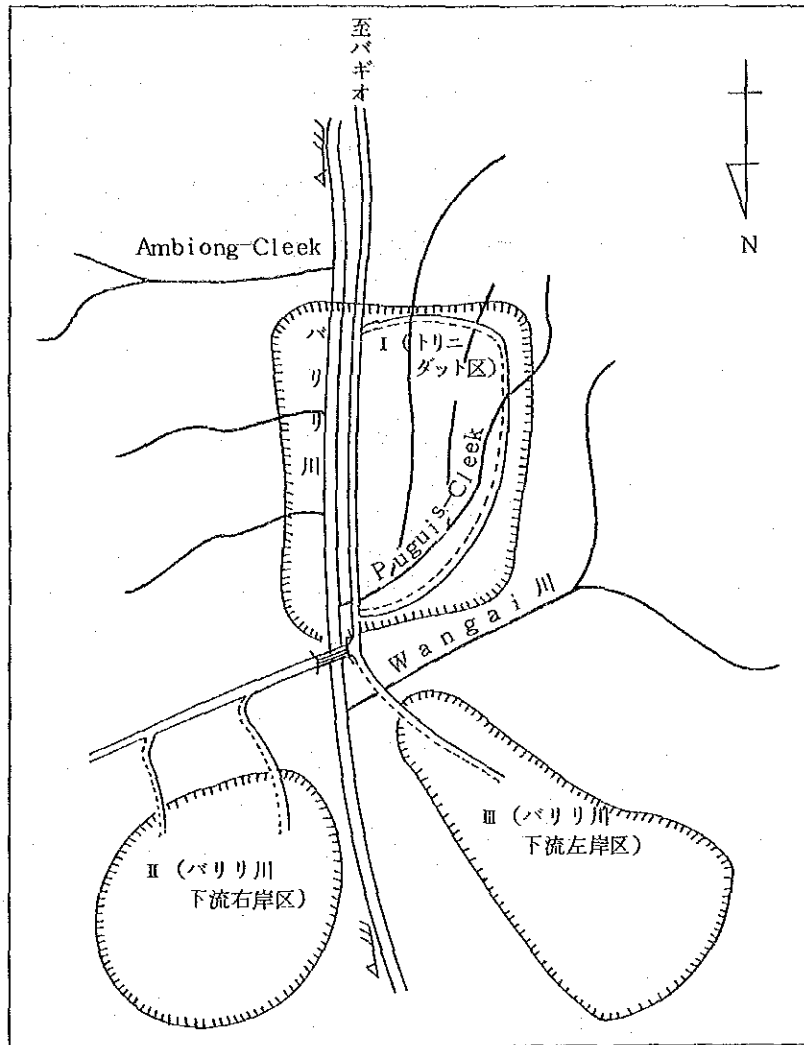 至バギオ
N
Ambiong-Cleek
バリリ川
I (トリニ
ダット区)
Puguis-Cleek
Wangai川
II (バリリ川
下流右岸区)
III (バリリ川
下流左岸区)